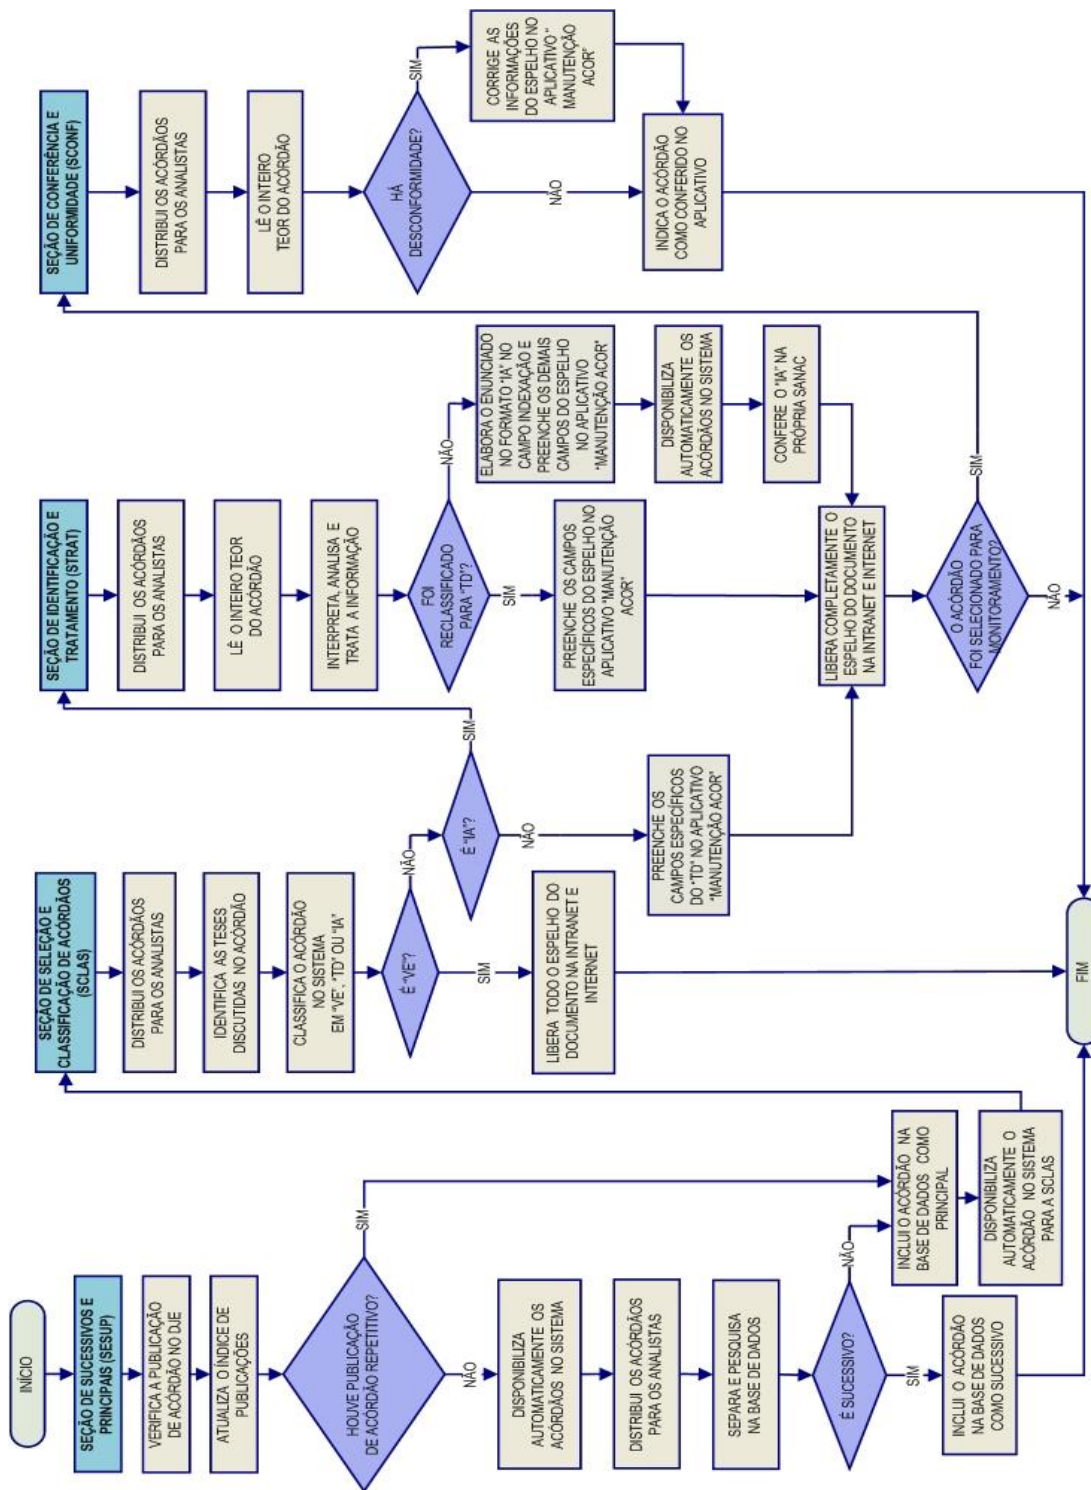 INÍCIO
SEÇÃO DE SUCESSIVOS E
PRINCIPAIS (SESUP)
VERIFICA A PUBLICAÇÃO
DE ACÓRDÃO NO DJE
ATUALIZA O ÍNDICE DE
PUBLICAÇÕES
HOUVE PUBLICAÇÃO
DE ACÓRDÃO REPETITIVO?
SIM
NÃO
DISPONIBILIZA
AUTOMATICAMENTE OS
ACÓRDÃOS NO SISTEMA
DISTRIBUI OS ACÓRDÃOS
PARA OS ANALISTAS
SEPARA E PESQUISA
NA BASE DE DADOS
É SUCESSIVO?
NÃO
SIM
INCLUI O ACÓRDÃO
NA BASE DE DADOS
COMO SUCESSIVO
INCLUI O ACÓRDÃO NA
BASE DE DADOS COMO
PRINCIPAL
DISPONIBILIZA
AUTOMATICAMENTE O
ACÓRDÃO NO SISTEMA
PARA A SCLAS
SEÇÃO DE SELEÇÃO E
CLASSIFICAÇÃO DE ACÓRDÃOS
(SCLAS)
DISTRIBUI OS ACÓRDÃOS
PARA OS ANALISTAS
IDENTIFICA AS TESES
DISCUTIDAS NO ACÓRDÃO
CLASSIFICA O ACÓRDÃO
NO SISTEMA
EM “VE”, “TD” OU “IA”
É “VE”?
NÃO
SIM
LIBERA TODO O ESPELHO DO
DOCUMENTO NA INTRANET E
INTERNET
É “IA”?
SIM
NÃO
PREENCHE OS
CAMPOS ESPECÍFICOS
DO “TD” NO APLICATIVO
“MANUTENÇÃO ACOR”
SEÇÃO DE IDENTIFICAÇÃO E
TRATAMENTO (STRAT)
DISTRIBUI OS ACÓRDÃOS
PARA OS ANALISTAS
LÊ O INTEIRO TEOR
DO ACÓRDÃO
INTERPRETA, ANALISA E
TRATA A INFORMAÇÃO
FOI
RECLASSIFICADO
PARA “TD”?
NÃO
SIM
PREENCHE OS CAMPOS
ESPECÍFICOS DO ESPELHO NO
APLICATIVO “MANUTENÇÃO
ACOR”
ELABORA O ENUNCIADO
NO FORMATO “IA” NO
CAMPO INDEXAÇÃO E
PREENCHE OS DEMAIS
CAMPOS DO ESPELHO
NO APLICATIVO
“MANUTENÇÃO ACOR”
DISPONIBILIZA
AUTOMATICAMENTE OS
ACÓRDÃOS NO SISTEMA
CONFERE O “IA” NA
PRÓPRIA SANAC
LIBERA COMPLETAMENTE O
ESPELHO DO DOCUMENTO
NA INTRANET E INTERNET
O ACÓRDÃO
FOI SELECIONADO PARA
MONITORAMENTO?
SIM
NÃO
SEÇÃO DE CONFERÊNCIA E
UNIFORMIDADE (SCONF)
DISTRIBUI OS ACÓRDÃOS
PARA OS ANALISTAS
LÊ O INTEIRO
TEOR DO ACÓRDÃO
HÁ
DESCONFORMIDADE?
SIM
NÃO
CORRIGE AS
INFORMAÇÕES
DO ESPELHO NO
APLICATIVO “
MANUTENÇÃO
ACOR”
INDICA O ACÓRDÃO
COMO CONFERIDO NO
APLICATIVO
FIM